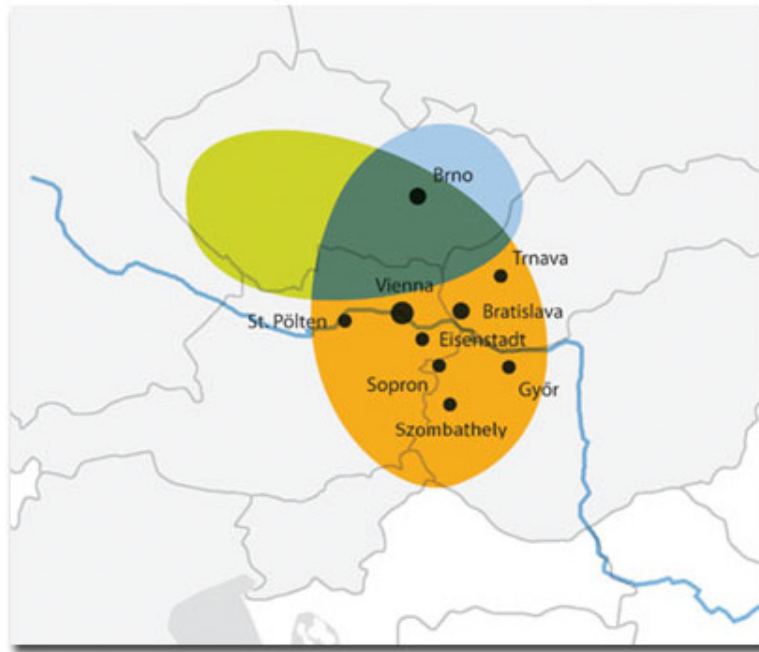 Brno
Trnava
Vienna
St. Pölten
Bratislava
Eisenstadt
Sopron
Győr
Szombathely